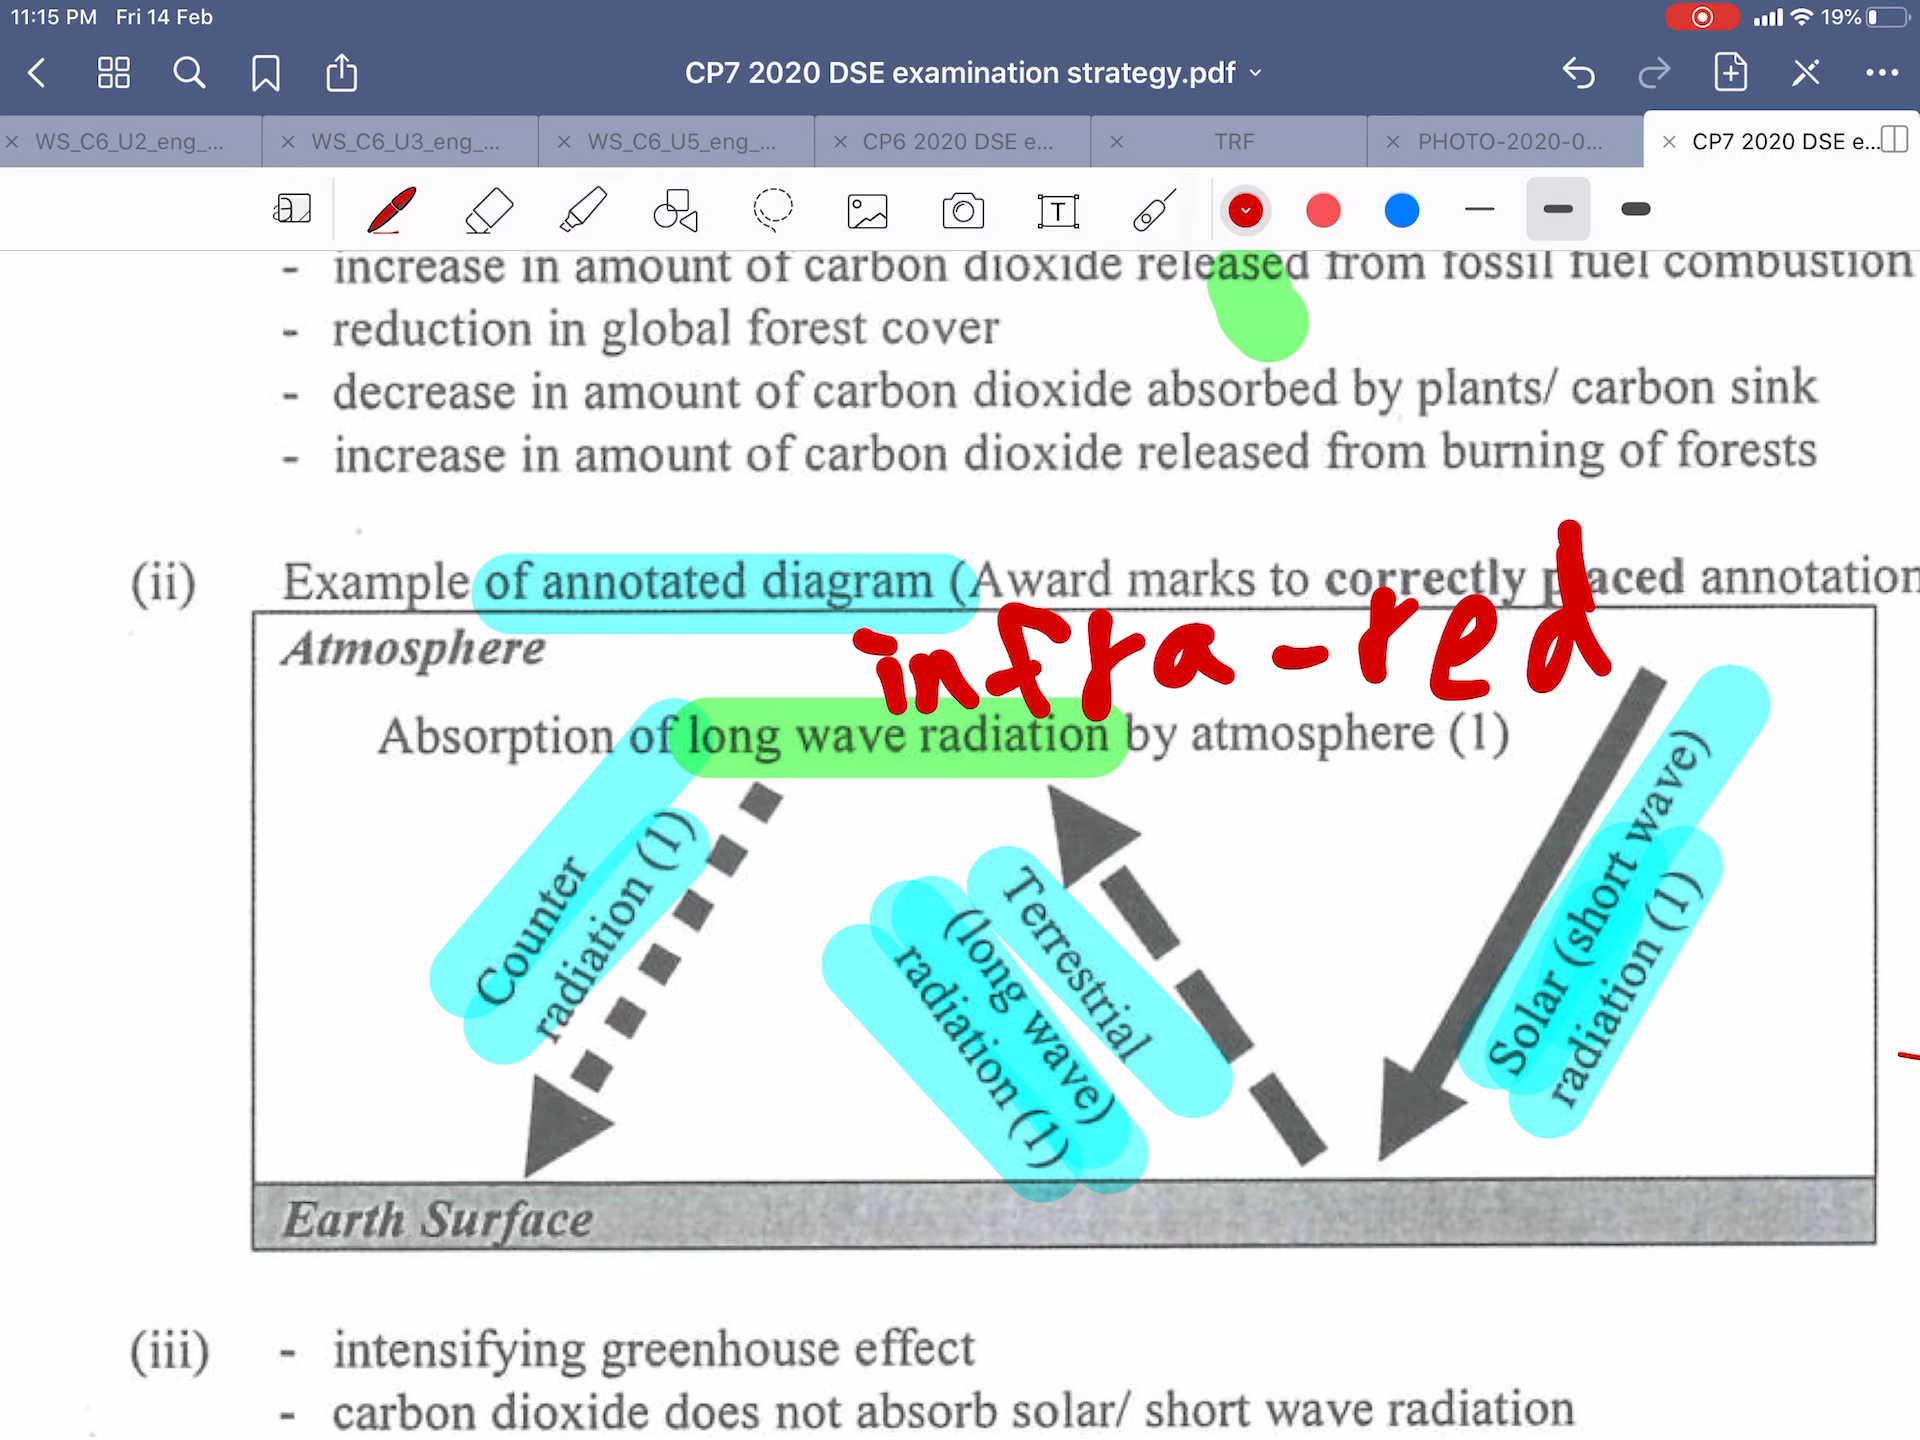 11:15 PM Fri 14 Feb
19%
CP7 2020 DSE examination strategy.pdf
WS_C6_U2_eng_...
WS_C6_U3_eng_...
WS_C6_U5_eng_...
CP6 2020 DSE e...
TRF
PHOTO-2020-0...
CP7 2020 DSE e...
- increase in amount of carbon dioxide released from fossil fuel combustion
- reduction in global forest cover
- decrease in amount of carbon dioxide absorbed by plants/ carbon sink
- increase in amount of carbon dioxide released from burning of forests
(ii) Example of annotated diagram (Award marks to correctly placed annotation
Atmosphere
infra-red
Absorption of long wave radiation by atmosphere (1)
Counter
radiation (1)
Terrestrial
(long wave)
radiation (1)
Solar (short wave)
radiation (1)
Earth Surface
(iii) - intensifying greenhouse effect
- carbon dioxide does not absorb solar/ short wave radiation